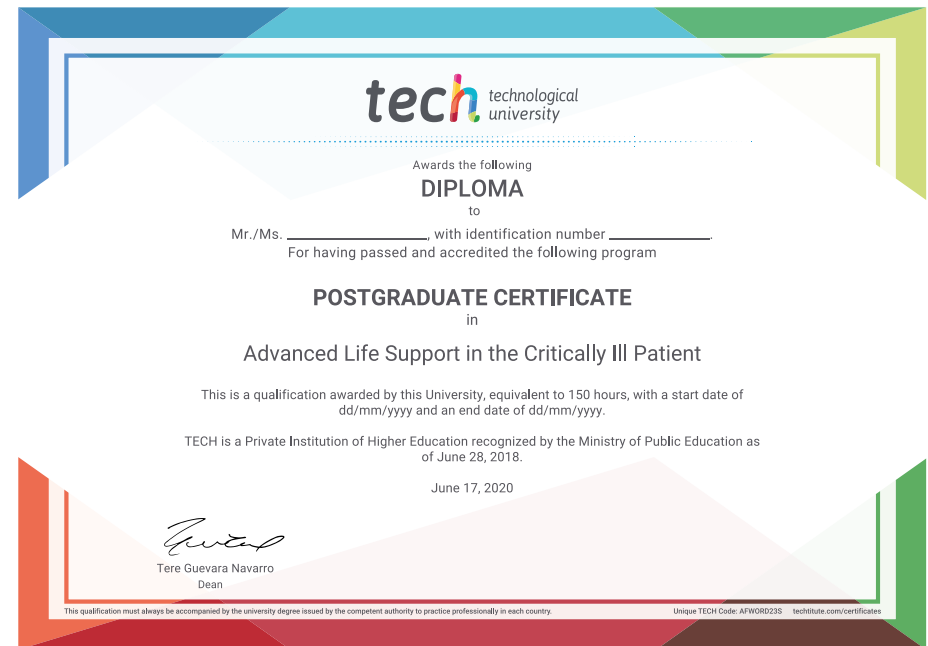 tech technological
university
Awards the following
DIPLOMA
to
Mr./Ms. ____________________, with identification number ______________.
For having passed and accredited the following program
POSTGRADUATE CERTIFICATE
in
Advanced Life Support in the Critically Ill Patient
This is a qualification awarded by this University, equivalent to 150 hours, with a start date of
dd/mm/yyyy and an end date of dd/mm/yyyy.
TECH is a Private Institution of Higher Education recognized by the Ministry of Public Education as
of June 28, 2018.
June 17, 2020
Tere Guevara Navarro
Dean
This qualification must always be accompanied by the university degree issued by the competent authority to practice professionally in each country.
Unique TECH Code: AFWORD23S techtitute.com/certificates